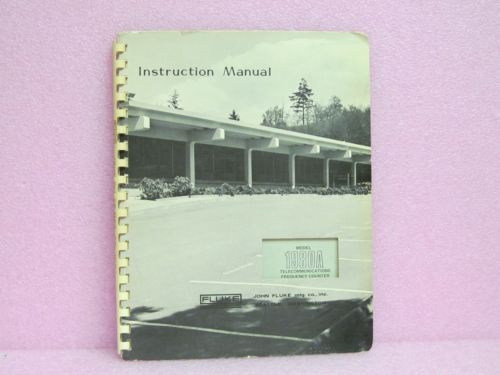 Instruction Manual
MODEL
1980A
TELECOMMUNICATIONS
FREQUENCY COUNTER
FLUKE
JOHN FLUKE mfg. co., inc.